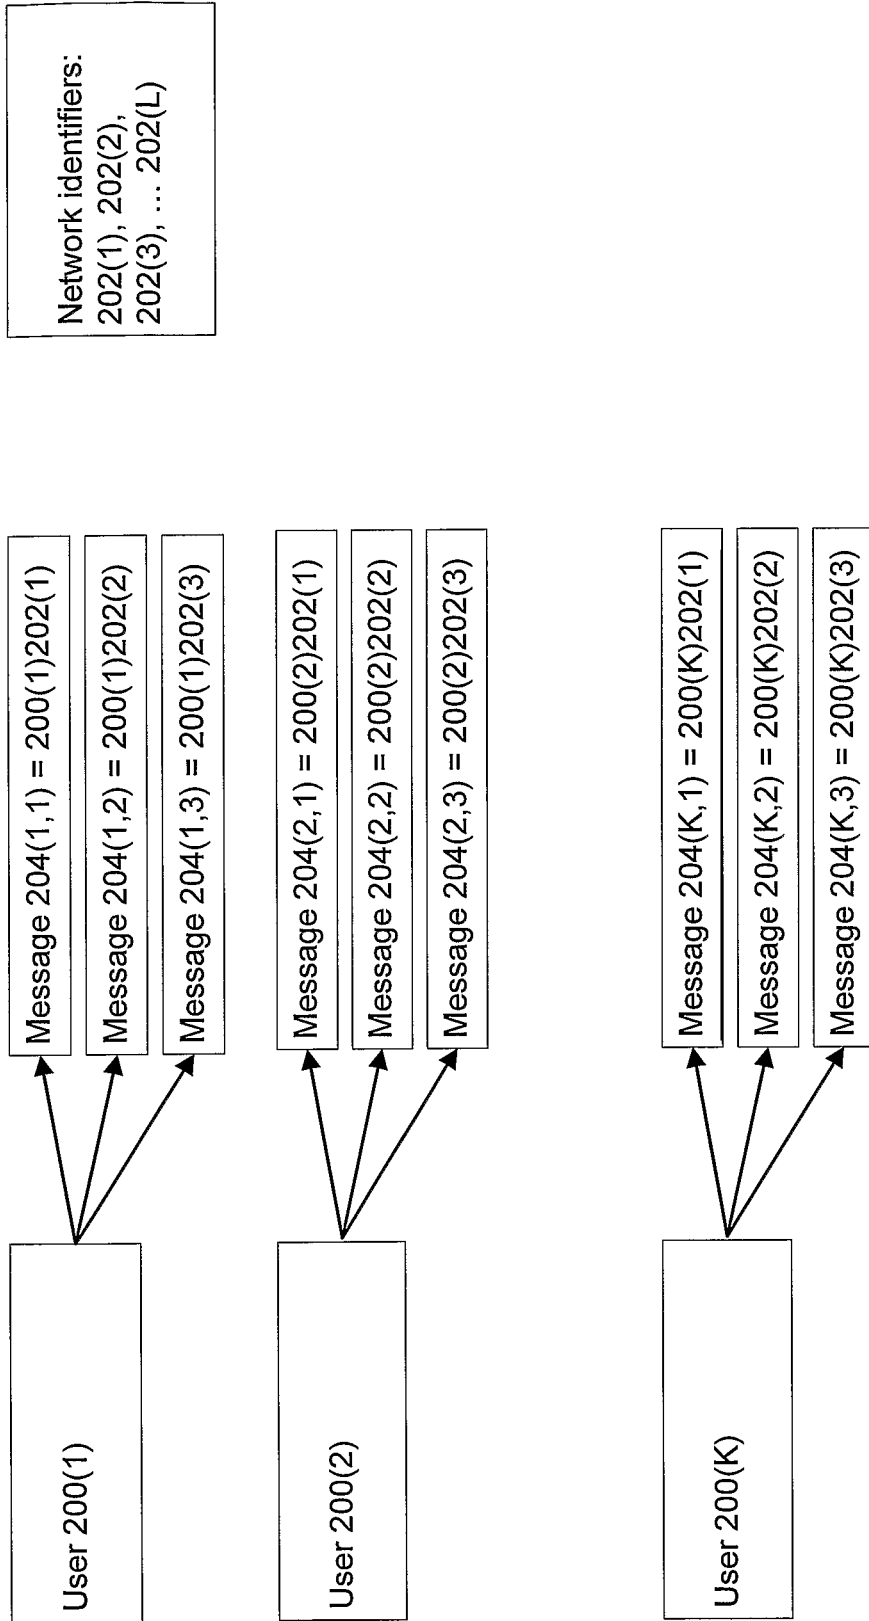 User 200(1)
Message 204(1,1) = 200(1)202(1)
Message 204(1,2) = 200(1)202(2)
Message 204(1,3) = 200(1)202(3)
Network identifiers:
202(1), 202(2),
202(3), ... 202(L)
User 200(2)
Message 204(2,1) = 200(2)202(1)
Message 204(2,2) = 200(2)202(2)
Message 204(2,3) = 200(2)202(3)
User 200(K)
Message 204(K,1) = 200(K)202(1)
Message 204(K,2) = 200(K)202(2)
Message 204(K,3) = 200(K)202(3)